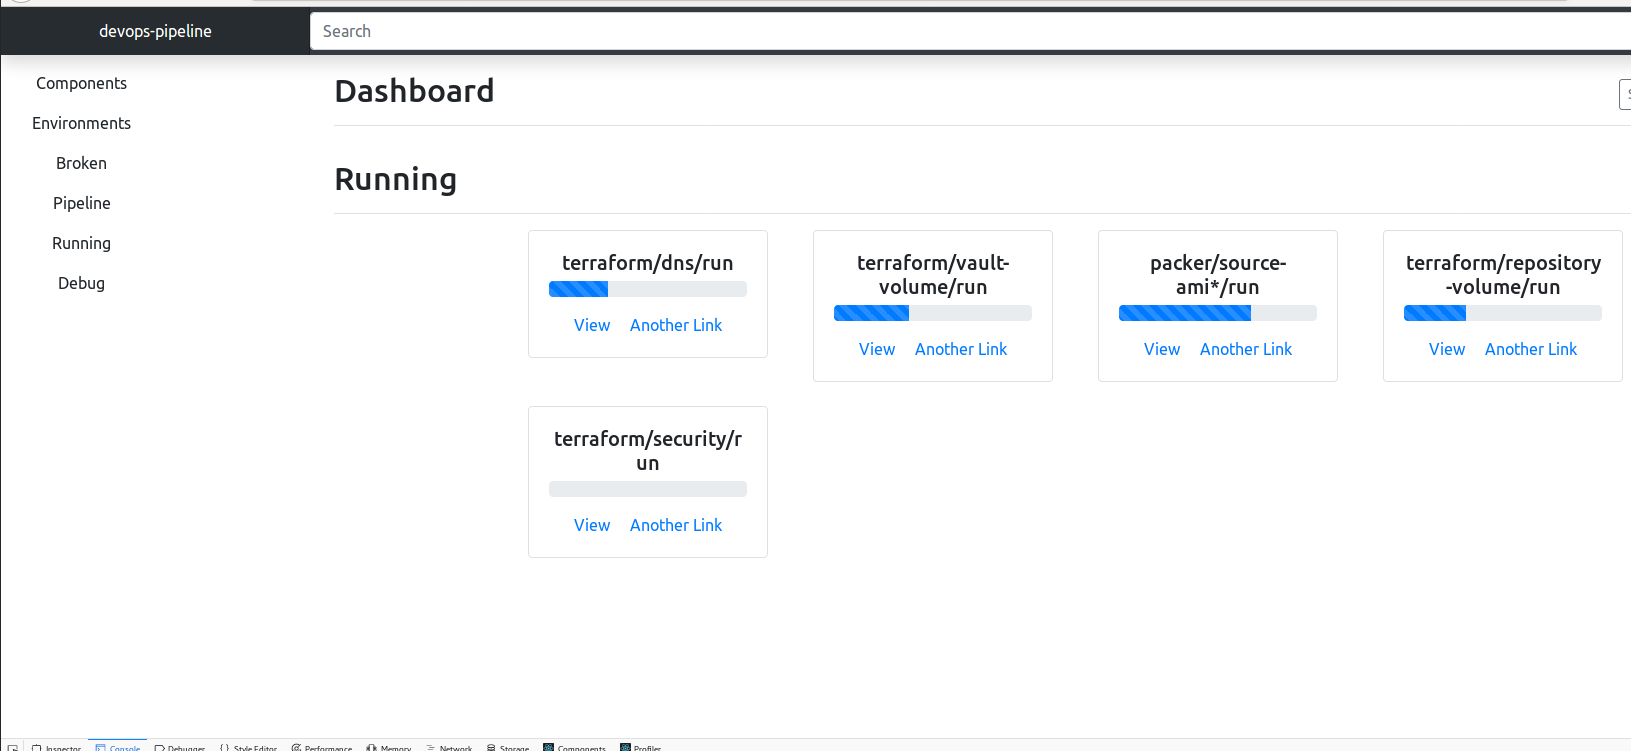 devops-pipeline
Search
Components
Environments
Broken
Pipeline
Running
Debug
Dashboard
Running
terraform/dns/run
View Another Link
terraform/vault-
volume/run
View Another Link
packer/source-
ami*/run
View Another Link
terraform/repository
-volume/run
View Another Link
terraform/security/r
un
View Another Link
Inspector Console Debugger Style Editor Performance Memory Network Storage Components Profiler